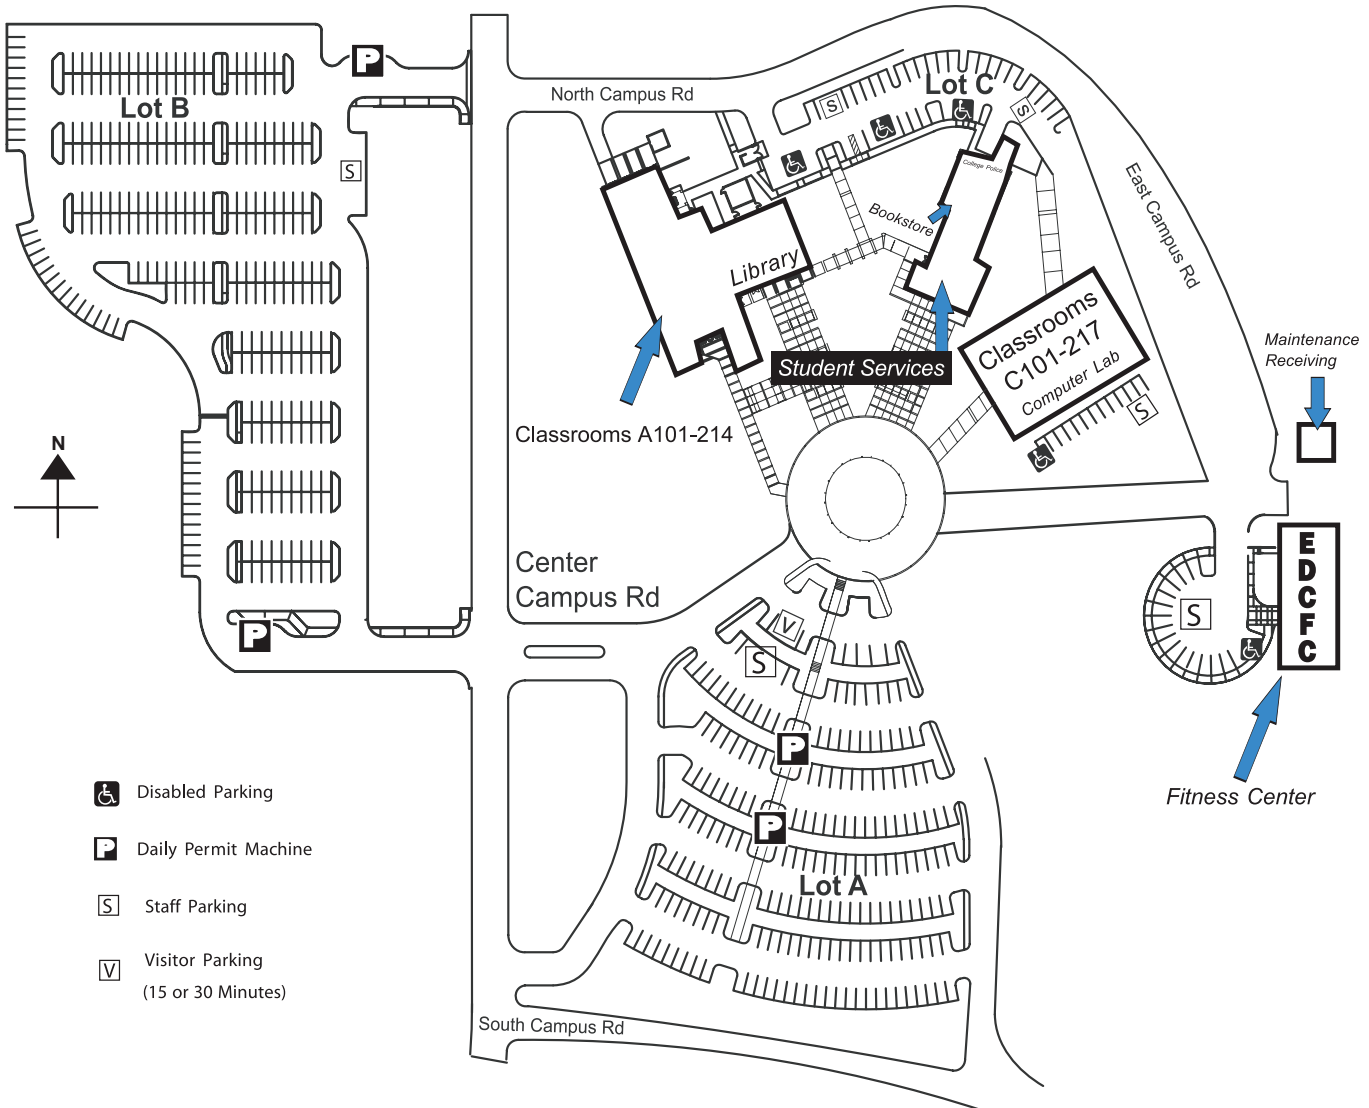 P
Lot B
S
N
P
North Campus Rd
S
Lot C
S
College Police
Bookstore
East Campus Rd
Library
Student Services
Classrooms
C101-217
Computer Lab
S
Maintenance
Receiving
Classrooms A101-214
Center
Campus Rd
V
S
S
EDCFC
Fitness Center
P
P
Lot A
South Campus Rd
Disabled Parking
P
Daily Permit Machine
S
Staff Parking
V
Visitor Parking
(15 or 30 Minutes)